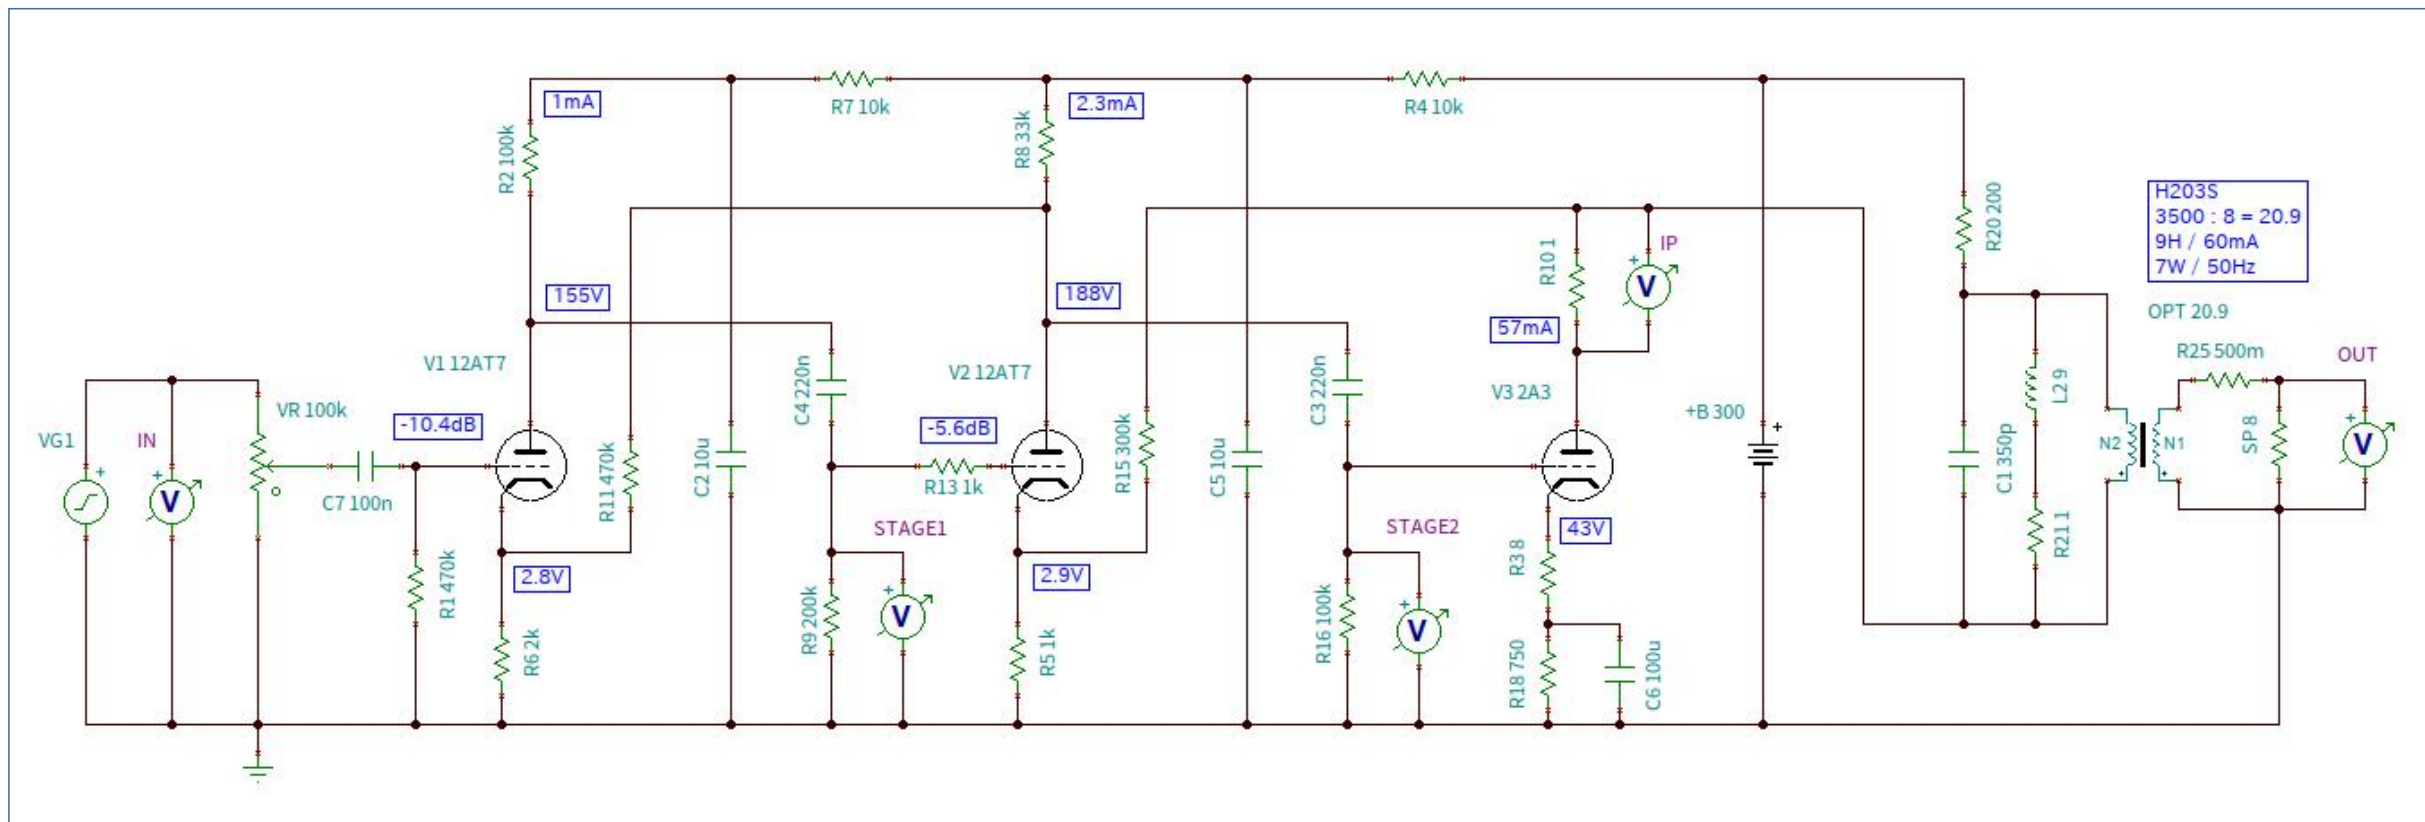 1mA
R7 10k
2.3mA
R4 10k
R2 100k
R8 33k
R20 200
H203S
3500 : 8 = 20.9
9H / 60mA
7W / 50Hz
IP
R10 1
155V
188V
57mA
OPT 20.9
R25 500m
OUT
V1 12AT7
V2 12AT7
V3 2A3
C4 220n
C3 220n
L2 9
VR 100k
-10.4dB
-5.6dB
+B 300
VG1
IN
N2
N1
SP 8
R11 470k
C2 10u
R15 300k
C5 10u
C1 350p
V
V
V
C7 100n
R13 1k
STAGE1
STAGE2
43V
R21 1
R1 470k
2.8V
2.9V
R3 8
V
V
R6 2k
R9 200k
R5 1k
R16 100k
R18 750
C6 100u